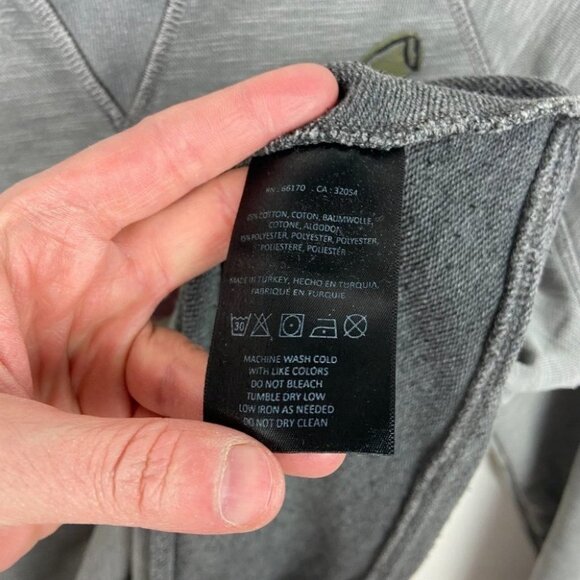 RN : 66170 . CA : 32054
85% COTTON, COTON, BAUMWOLLE,
COTONE, ALGODON
15% POLYESTER, POLYESTER, POLYESTER,
POLIESTERE, POLIESTÉR
MADE IN TURKEY, HECHO EN TURQUIA,
FABRIQUÉ EN TURQUIE
30
MACHINE WASH COLD
WITH LIKE COLORS
DO NOT BLEACH
TUMBLE DRY LOW
LOW IRON AS NEEDED
DO NOT DRY CLEAN